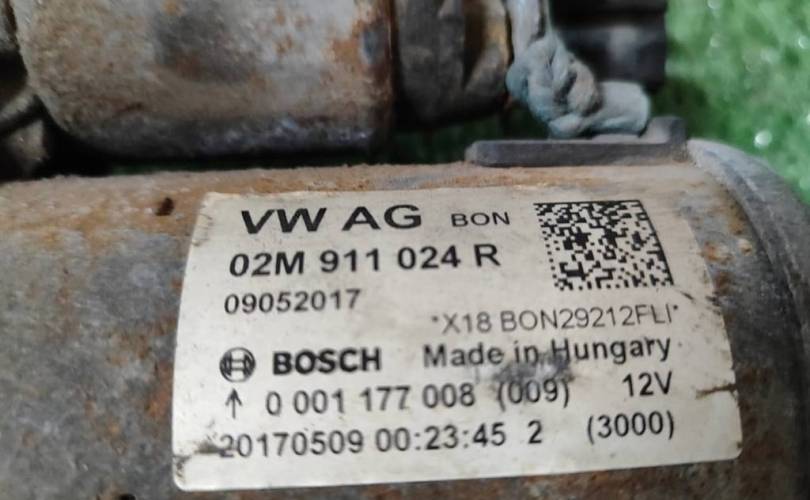 VW AG BON
02M 911 024 R
09052017
*X18 BON29212FLI*
BOSCH Made in Hungary
↑ 0 001 177 008 (009) 12V
20170509 00:23:45 2 (3000)